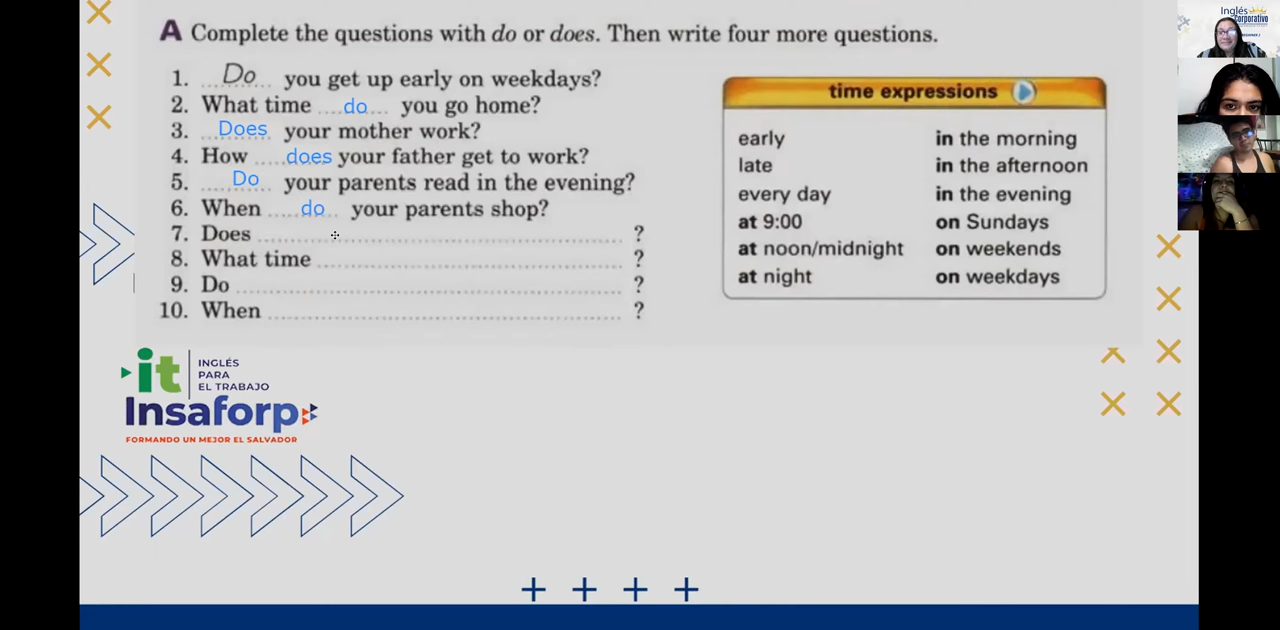 A Complete the questions with do or does. Then write four more questions.
1. Do you get up early on weekdays?
2. What time do you go home?
3. Does your mother work?
4. How does your father get to work?
5. Do your parents read in the evening?
6. When do your parents shop?
7. Does ?
8. What time ?
9. Do ?
10. When ?
time expressions
early in the morning
late in the afternoon
every day in the evening
at 9:00 on Sundays
at noon/midnight on weekends
at night on weekdays
it INGLÉS
PARA
EL TRABAJO
Insaforp
FORMANDO UN MEJOR EL SALVADOR
Inglés
Corporativo